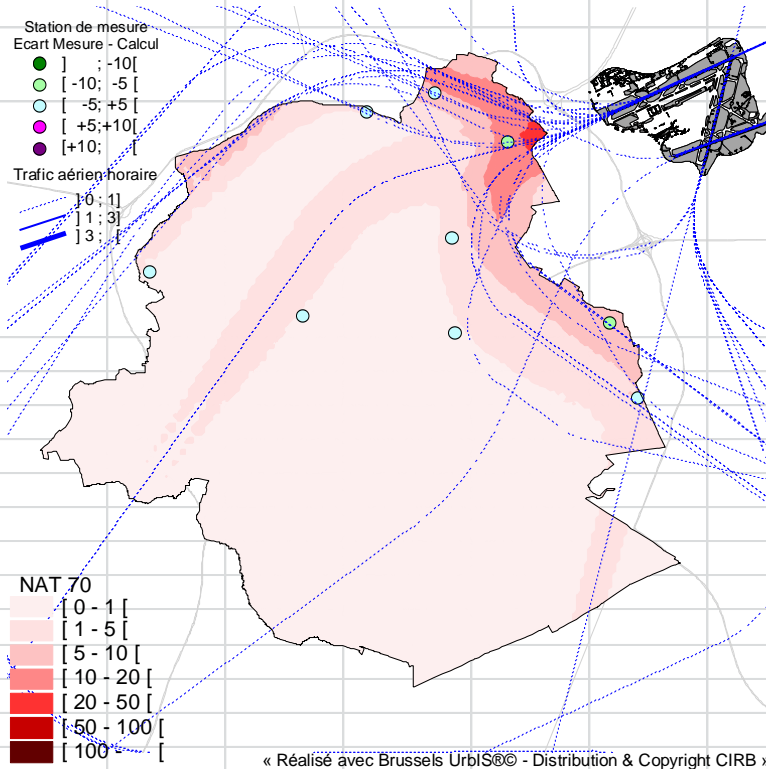 Station de mesure
Ecart Mesure - Calcul
] ; -10[
[ -10; -5 [
[ -5; +5 [
[ +5;+10[
[+10; [
Trafic aérien horaire
] 0 ; 1]
] 1 ; 3]
] 3 ; [
NAT 70
[ 0 - 1 [
[ 1 - 5 [
[ 5 - 10 [
[ 10 - 20 [
[ 20 - 50 [
[ 50 - 100 [
[ 100 - [
« Réalisé avec Brussels UrbIS®© - Distribution & Copyright CIRB »